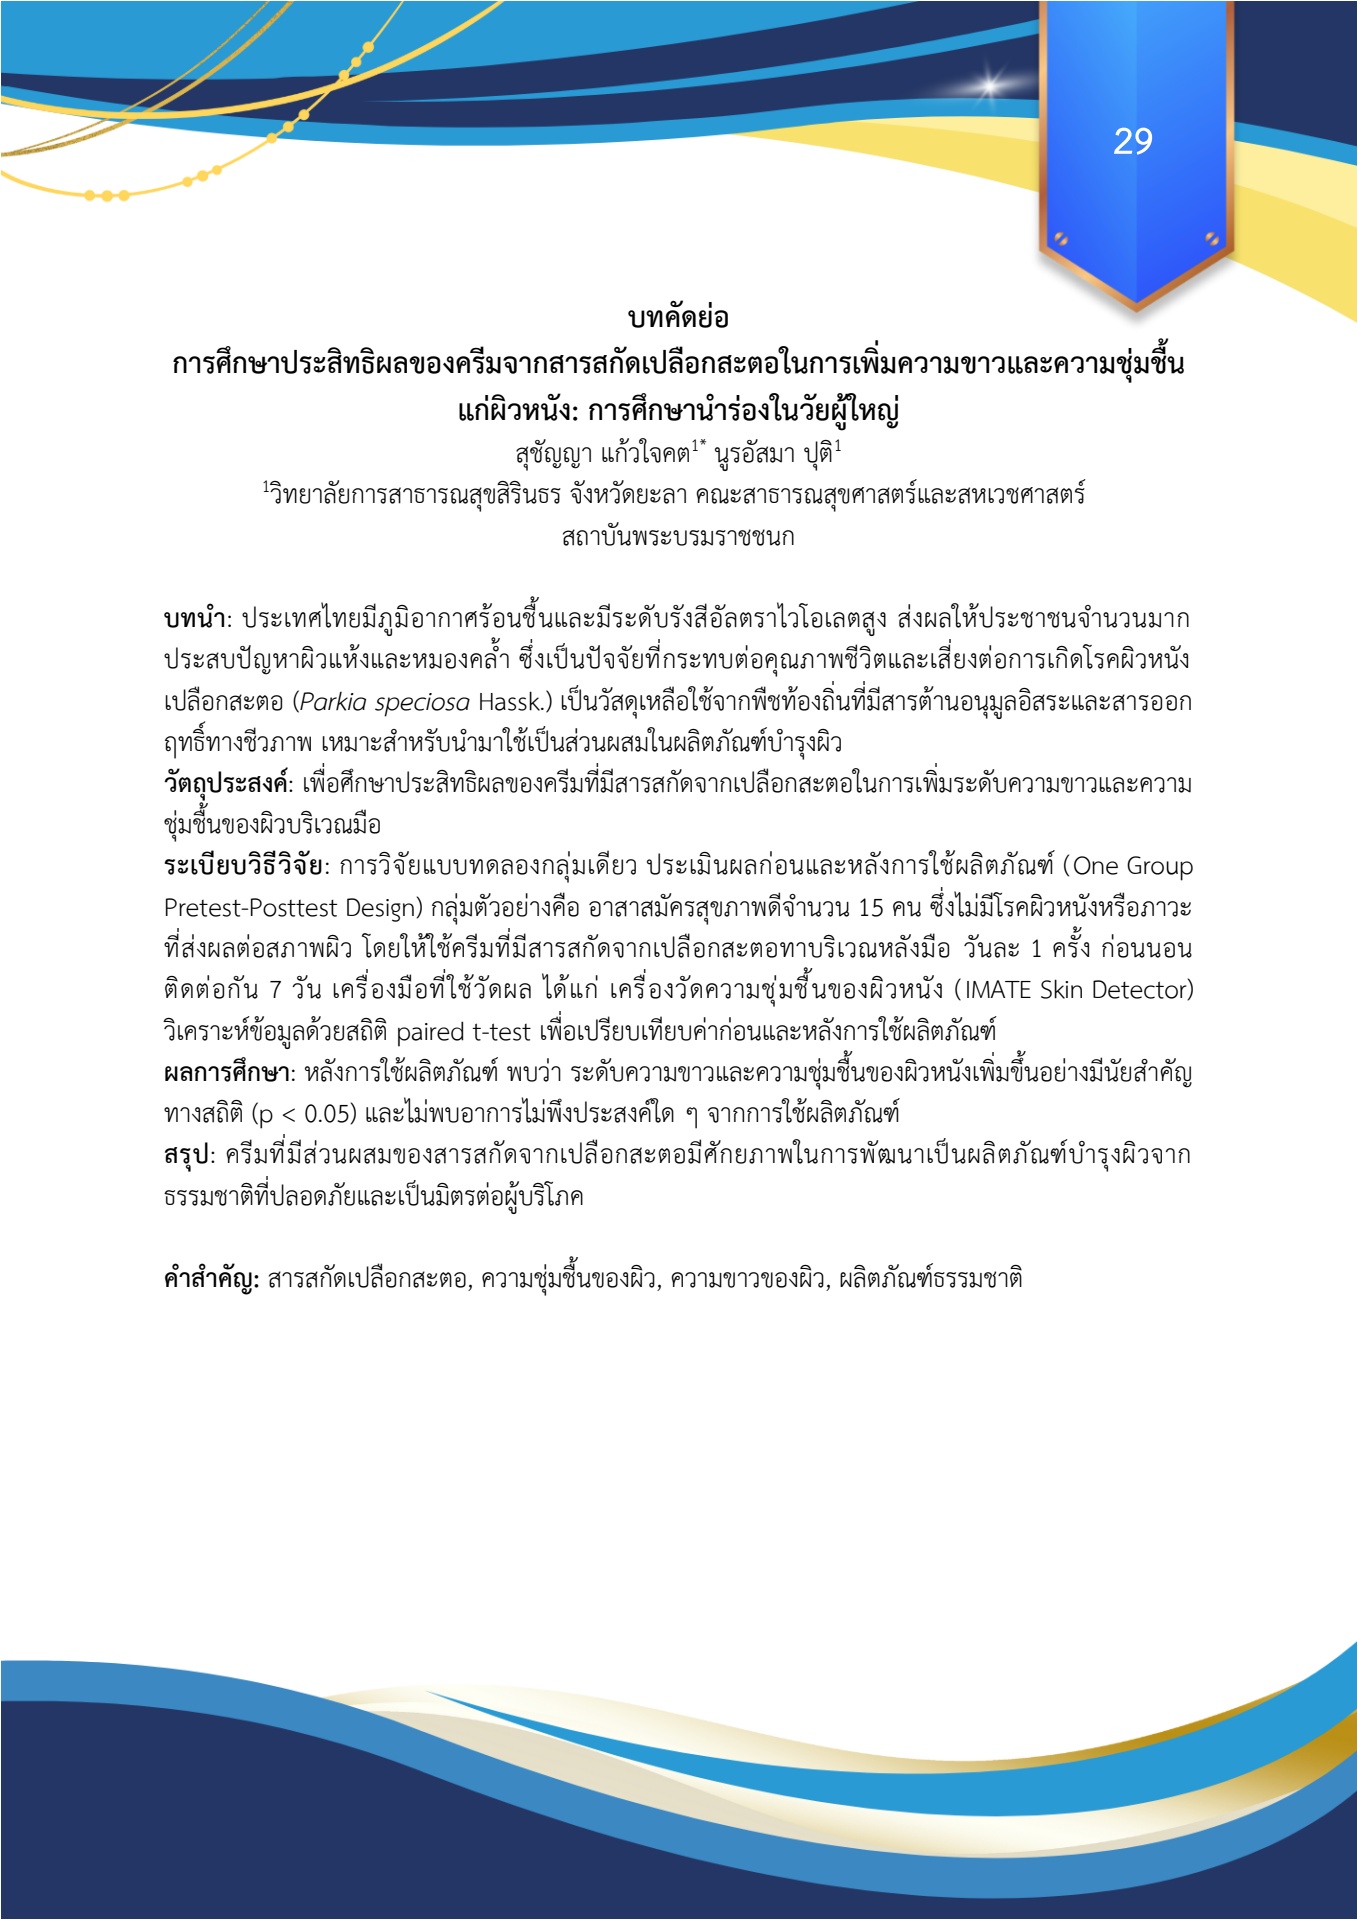 29
บทคัดย่อ
การศึกษาประสิทธิผลของครีมจากสารสกัดเปลือกสะตอในการเพิ่มความขาวและความชุ่มชื้น
แก่ผิวหนัง: การศึกษานำร่องในวัยผู้ใหญ่
สุชัญญา แก้วใจคต¹* นูรอัสมา ปุติ¹
¹วิทยาลัยการสาธารณสุขสิรินธร จังหวัดยะลา คณะสาธารณสุขศาสตร์และสหเวชศาสตร์
สถาบันพระบรมราชชนก
บทนำ: ประเทศไทยมีภูมิอากาศร้อนชื้นและมีระดับรังสีอัลตราไวโอเลตสูง ส่งผลให้ประชาชนจำนวนมาก
ประสบปัญหาผิวแห้งและหมองคล้ำ ซึ่งเป็นปัจจัยที่กระทบต่อคุณภาพชีวิตและเสี่ยงต่อการเกิดโรคผิวหนัง
เปลือกสะตอ (Parkia speciosa Hassk.) เป็นวัสดุเหลือใช้จากพืชท้องถิ่นที่มีสารต้านอนุมูลอิสระและสารออก
ฤทธิ์ทางชีวภาพ เหมาะสำหรับนำมาใช้เป็นส่วนผสมในผลิตภัณฑ์บำรุงผิว
วัตถุประสงค์: เพื่อศึกษาประสิทธิผลของครีมที่มีสารสกัดจากเปลือกสะตอในการเพิ่มระดับความขาวและความ
ชุ่มชื้นของผิวบริเวณมือ
ระเบียบวิธีวิจัย: การวิจัยแบบทดลองกลุ่มเดียว ประเมินผลก่อนและหลังการใช้ผลิตภัณฑ์ (One Group
Pretest-Posttest Design) กลุ่มตัวอย่างคือ อาสาสมัครสุขภาพดีจำนวน 15 คน ซึ่งไม่มีโรคผิวหนังหรือภาวะ
ที่ส่งผลต่อสภาพผิว โดยให้ใช้ครีมที่มีสารสกัดจากเปลือกสะตอทาบริเวณหลังมือ วันละ 1 ครั้ง ก่อนนอน
ติดต่อกัน 7 วัน เครื่องมือที่ใช้วัดผล ได้แก่ เครื่องวัดความชุ่มชื้นของผิวหนัง (IMATE Skin Detector)
วิเคราะห์ข้อมูลด้วยสถิติ paired t-test เพื่อเปรียบเทียบค่าก่อนและหลังการใช้ผลิตภัณฑ์
ผลการศึกษา: หลังการใช้ผลิตภัณฑ์ พบว่า ระดับความขาวและความชุ่มชื้นของผิวหนังเพิ่มขึ้นอย่างมีนัยสำคัญ
ทางสถิติ (p < 0.05) และไม่พบอาการไม่พึงประสงค์ใด ๆ จากการใช้ผลิตภัณฑ์
สรุป: ครีมที่มีส่วนผสมของสารสกัดจากเปลือกสะตอมีศักยภาพในการพัฒนาเป็นผลิตภัณฑ์บำรุงผิวจาก
ธรรมชาติที่ปลอดภัยและเป็นมิตรต่อผู้บริโภค
คำสำคัญ: สารสกัดเปลือกสะตอ, ความชุ่มชื้นของผิว, ความขาวของผิว, ผลิตภัณฑ์ธรรมชาติ